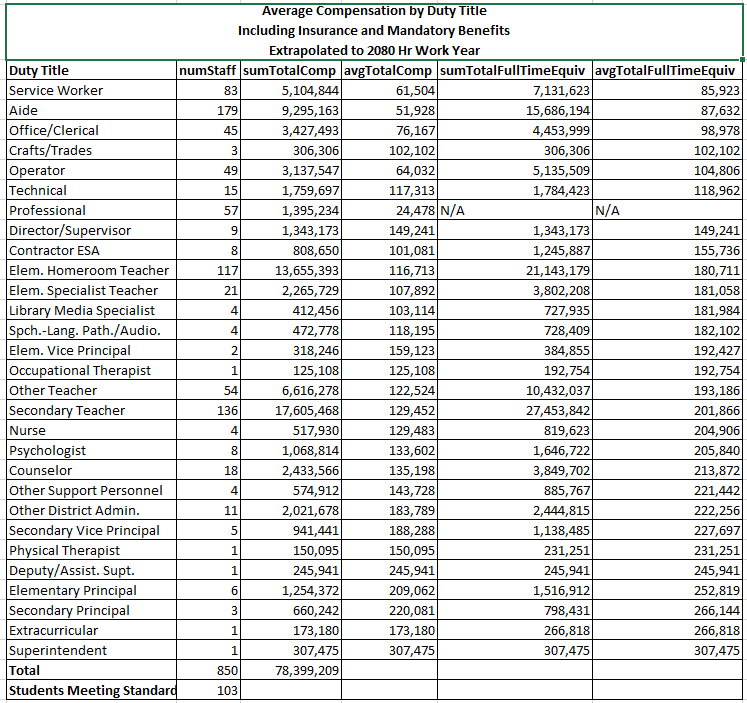 Average Compensation by Duty Title
Including Insurance and Mandatory Benefits
Extrapolated to 2080 Hr Work Year
Duty Title numStaff sumTotalComp avgTotalComp sumTotalFullTimeEquiv avgTotalFullTimeEquiv
Service Worker 83 5,104,844 61,504 7,131,623 85,923
Aide 179 9,295,163 51,928 15,686,194 87,632
Office/Clerical 45 3,427,493 76,167 4,453,999 98,978
Crafts/Trades 3 306,306 102,102 306,306 102,102
Operator 49 3,137,547 64,032 5,135,509 104,806
Technical 15 1,759,697 117,313 1,784,423 118,962
Professional 57 1,395,234 24,478 N/A N/A
Director/Supervisor 9 1,343,173 149,241 1,343,173 149,241
Contractor ESA 8 808,650 101,081 1,245,887 155,736
Elem. Homeroom Teacher 117 13,655,393 116,713 21,143,179 180,711
Elem. Specialist Teacher 21 2,265,729 107,892 3,802,208 181,058
Library Media Specialist 4 412,456 103,114 727,935 181,984
Spch.-Lang. Path./Audio. 4 472,778 118,195 728,409 182,102
Elem. Vice Principal 2 318,246 159,123 384,855 192,427
Occupational Therapist 1 125,108 125,108 192,754 192,754
Other Teacher 54 6,616,278 122,524 10,432,037 193,186
Secondary Teacher 136 17,605,468 129,452 27,453,842 201,866
Nurse 4 517,930 129,483 819,623 204,906
Psychologist 8 1,068,814 133,602 1,646,722 205,840
Counselor 18 2,433,566 135,198 3,849,702 213,872
Other Support Personnel 4 574,912 143,728 885,767 221,442
Other District Admin. 11 2,021,678 183,789 2,444,815 222,256
Secondary Vice Principal 5 941,441 188,288 1,138,485 227,697
Physical Therapist 1 150,095 150,095 231,251 231,251
Deputy/Assist. Supt. 1 245,941 245,941 245,941 245,941
Elementary Principal 6 1,254,372 209,062 1,516,912 252,819
Secondary Principal 3 660,242 220,081 798,431 266,144
Extracurricular 1 173,180 173,180 266,818 266,818
Superintendent 1 307,475 307,475 307,475 307,475
Total 850 78,399,209
Students Meeting Standard 103